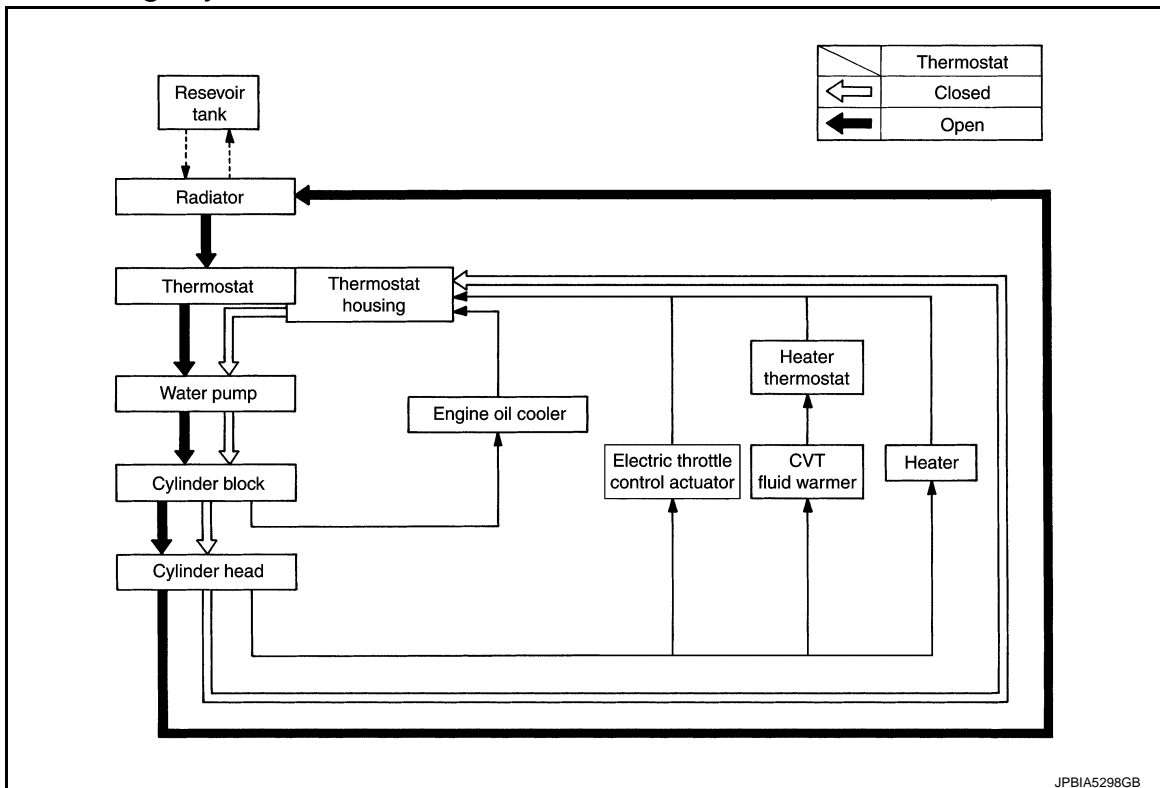 Thermostat
Closed
Open
Resevoir
tank
Radiator
Thermostat
Thermostat
housing
Water pump
Heater
thermostat
Engine oil cooler
Cylinder block
Electric throttle
control actuator
CVT
fluid warmer
Heater
Cylinder head
JPBIA5298GB